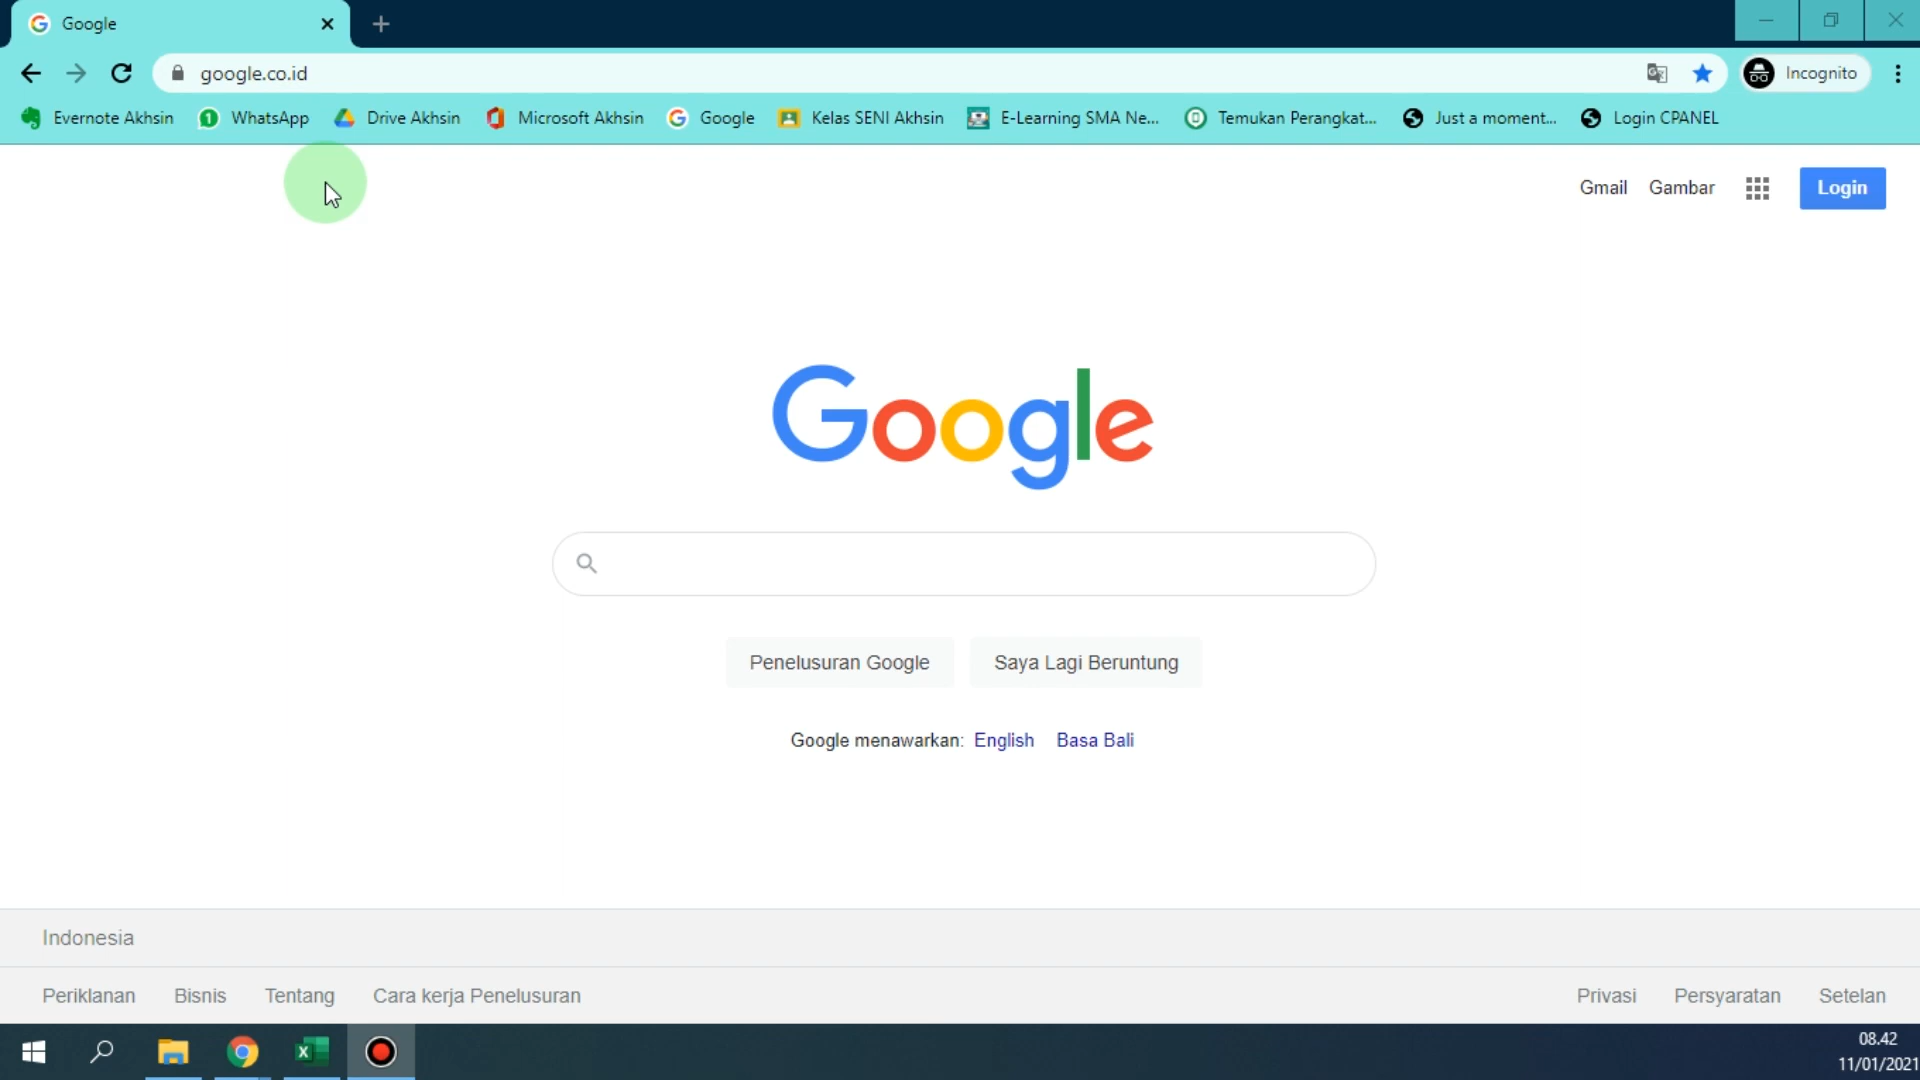 Google
google.co.id
Incognito
Evernote Akhsin
1
WhatsApp
Drive Akhsin
Microsoft Akhsin
Google
Kelas SENI Akhsin
E-Learning SMA Ne...
Temukan Perangkat...
Just a moment...
Login CPANEL
Gmail
Gambar
Login
Google
Penelusuran Google
Saya Lagi Beruntung
Google menawarkan: English Basa Bali
Indonesia
Periklanan
Bisnis
Tentang
Cara kerja Penelusuran
Privasi
Persyaratan
Setelan
08.42
11/01/2021